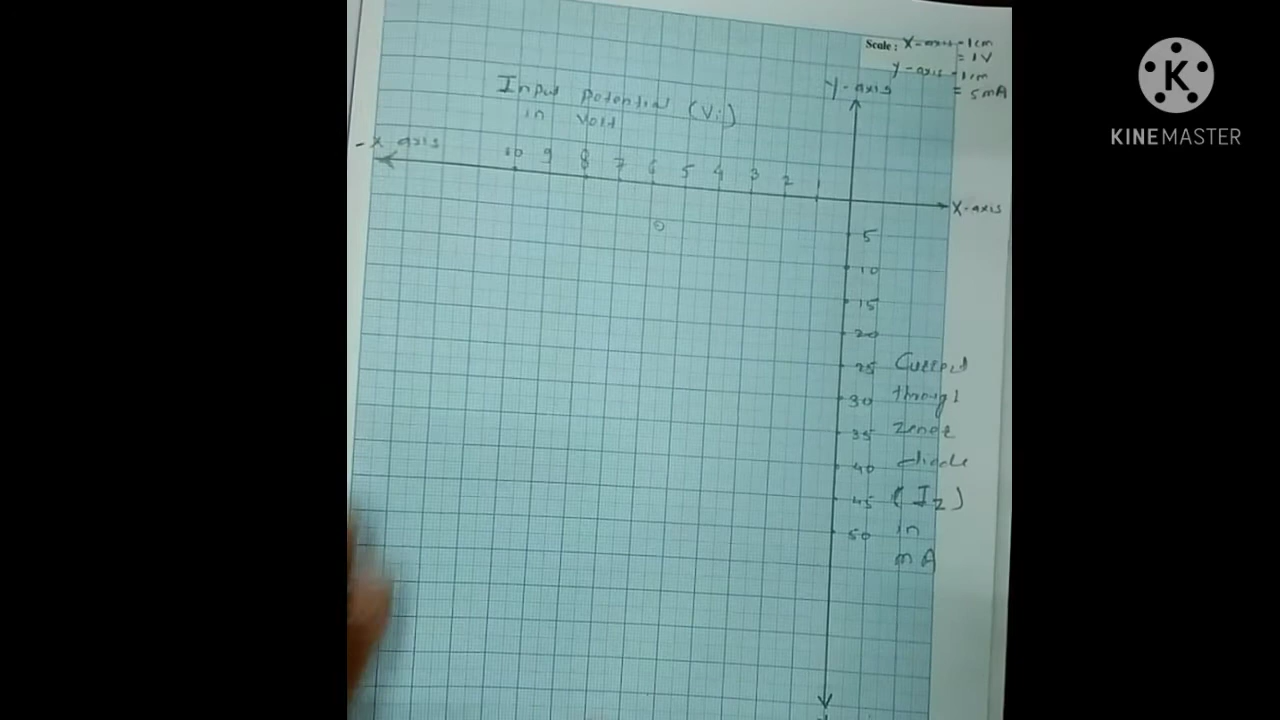 Scale : X-axis - 1cm
= 1V
Y-axis - 1cm
= 5mA
Y-axis
Input potential (Vi)
in Volt
-X axis
10 9 8 7 6 5 4 3 2 1
X-axis
5
10
15
20
25
30
35
40
45
50
Current
through
Zener
diode
(Iz)
in
mA
K
KINEMASTER